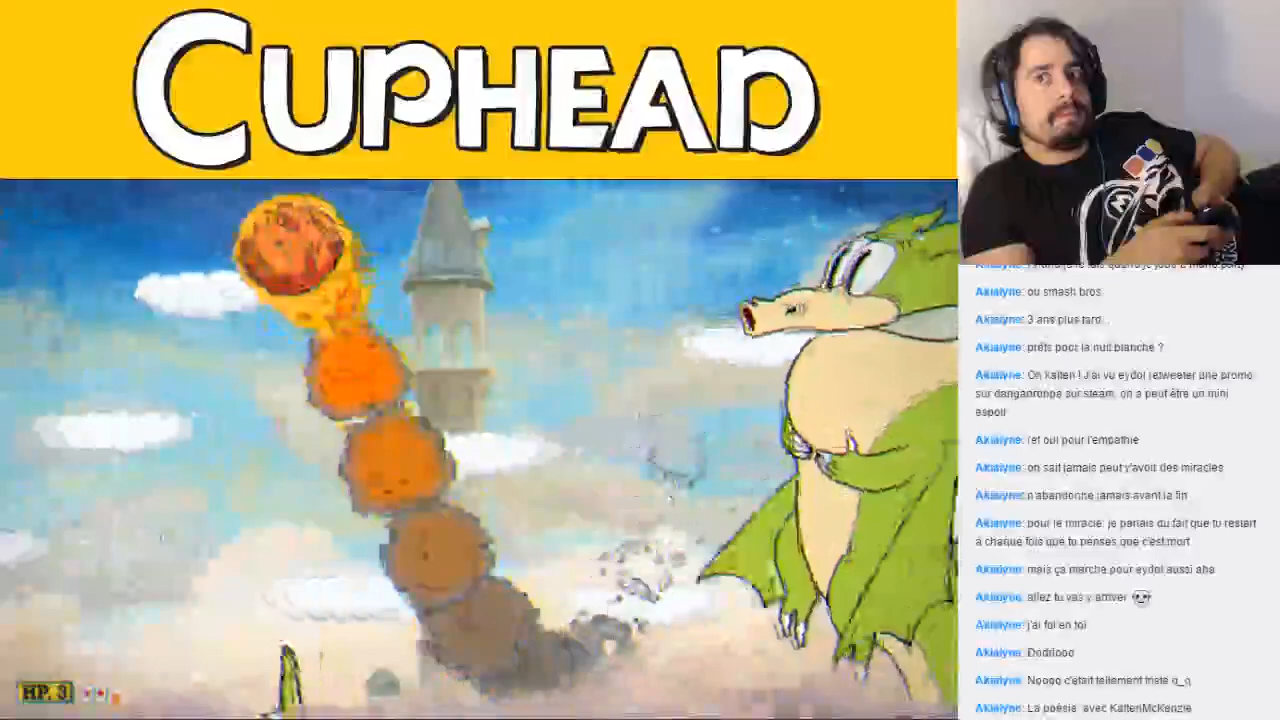 CUPHEAD
Akialyne: ou smash bros
Akialyne: 3 ans plus tard...
Akialyne: prêts pour la nuit blanche ?
Akialyne: Oh kalten ! J'ai vu eydol retweeter une promo
sur danganronpa sur steam, on a peut être un mini
espoir
Akialyne: (et oui pour l'empathie
Akialyne: on sait jamais peut y'avoir des miracles
Akialyne: n'abandonne jamais avant la fin
Akialyne: pour le miracle, je parlais du fait que tu restart
à chaque fois que tu penses que c'est mort
Akialyne: mais ça marche pour eydol aussi aha
Akialyne: allez tu vas y arriver
Akialyne: j'ai foi en toi
Akialyne: Dodidooo
Akialyne: Noooo c'était tellement triste q_q
Akialyne: La poésie, avec KaltenMcKenzie
HP. 3